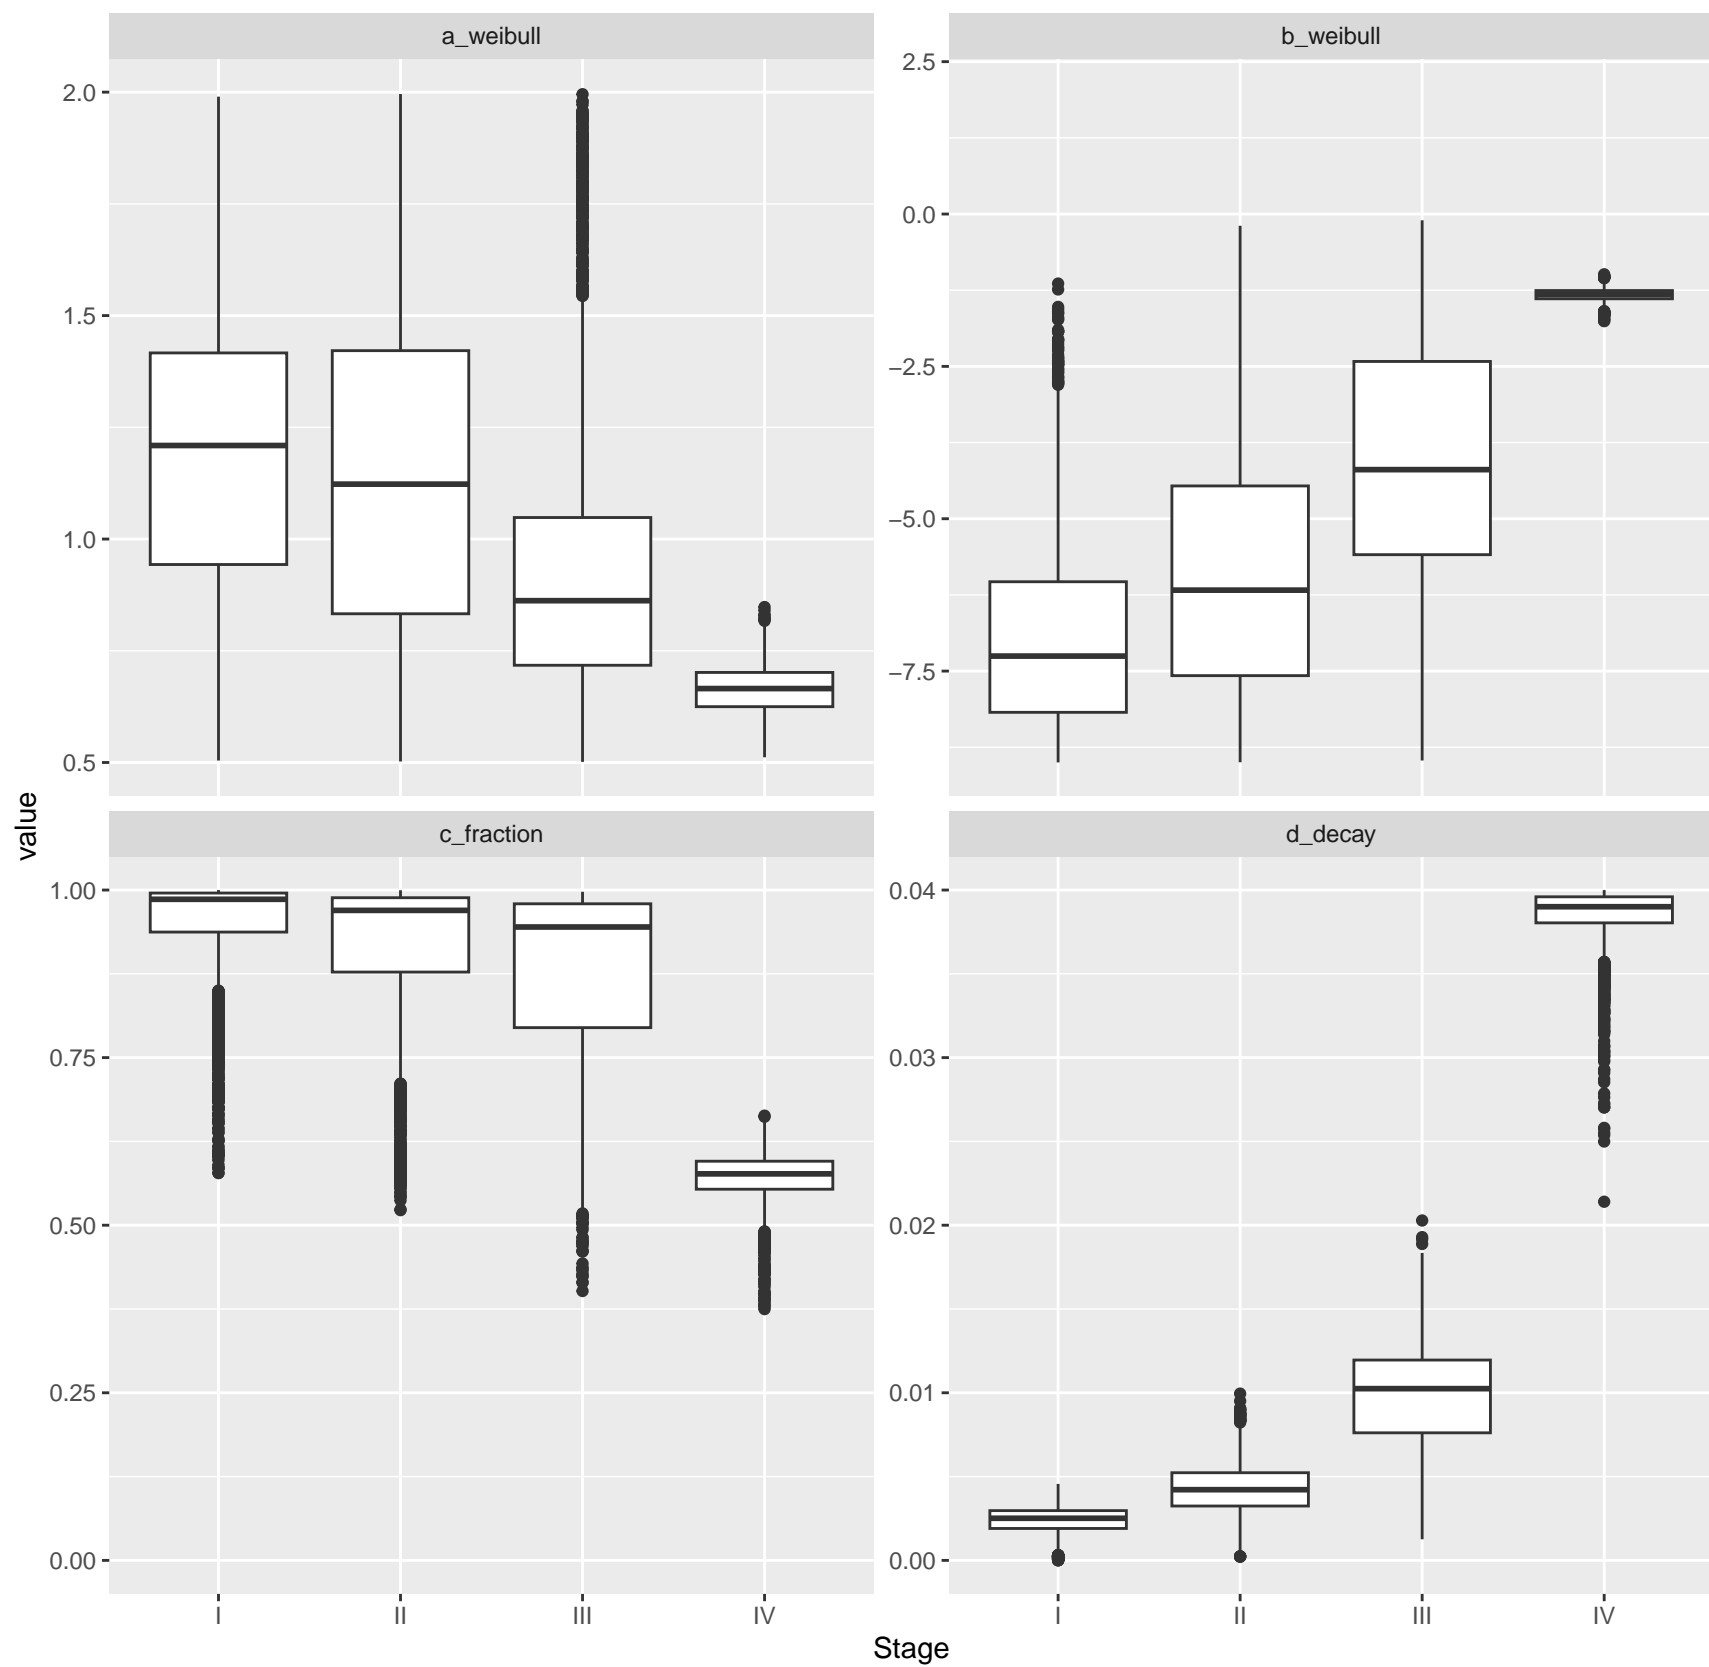 a_weibull
b_weibull
2.0
1.5
1.0
0.5
2.5
0.0
−2.5
−5.0
−7.5
c_fraction
d_decay
1.00
0.75
0.50
0.25
0.00
0.04
0.03
0.02
0.01
0.00
I II III IV
I II III IV
Stage
value